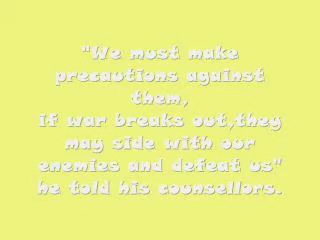 "We must make
precautions against
them,
if war breaks out,they
may side with our
enemies and defeat us"
he told his counsellors.